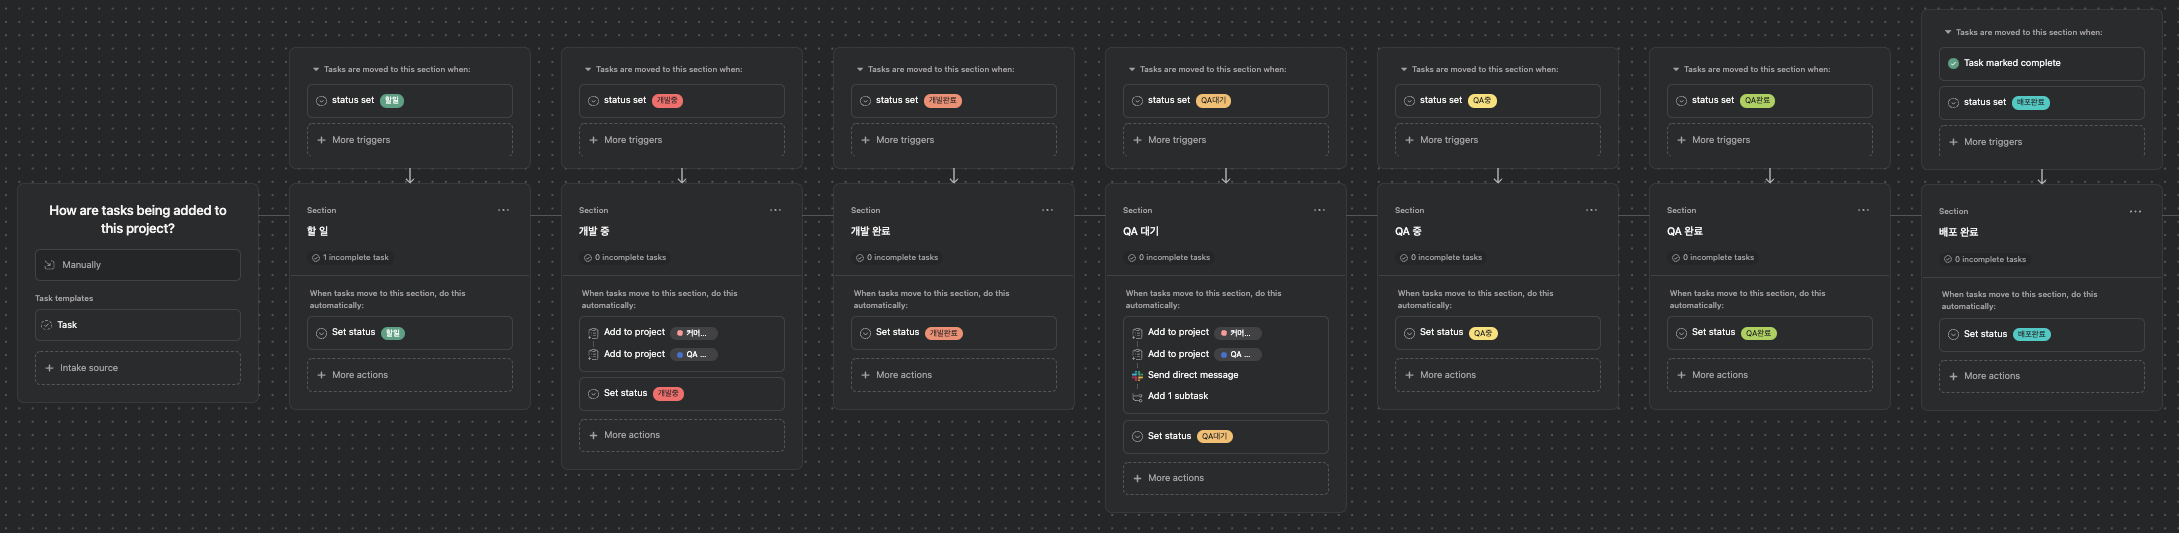 How are tasks being added to
this project?
Manually
Task templates
Task
Intake source
Tasks are moved to this section when:
status set 할일
More triggers
Section
할 일
1 incomplete task
When tasks move to this section, do this
automatically:
Set status 할일
More actions
Tasks are moved to this section when:
status set 개발중
More triggers
Section
개발 중
0 incomplete tasks
When tasks move to this section, do this
automatically:
Add to project 커머...
Add to project QA ...
Set status 개발중
More actions
Tasks are moved to this section when:
status set 개발완료
More triggers
Section
개발 완료
0 incomplete tasks
When tasks move to this section, do this
automatically:
Set status 개발완료
More actions
Tasks are moved to this section when:
status set QA대기
More triggers
Section
QA 대기
0 incomplete tasks
When tasks move to this section, do this
automatically:
Add to project 커머...
Add to project QA ...
Send direct message
Add 1 subtask
Set status QA대기
More actions
Tasks are moved to this section when:
status set QA중
More triggers
Section
QA 중
0 incomplete tasks
When tasks move to this section, do this
automatically:
Set status QA중
More actions
Tasks are moved to this section when:
status set QA완료
More triggers
Section
QA 완료
0 incomplete tasks
When tasks move to this section, do this
automatically:
Set status QA완료
More actions
Tasks are moved to this section when:
Task marked complete
status set 배포완료
More triggers
Section
배포 완료
0 incomplete tasks
When tasks move to this section, do this
automatically:
Set status 배포완료
More actions